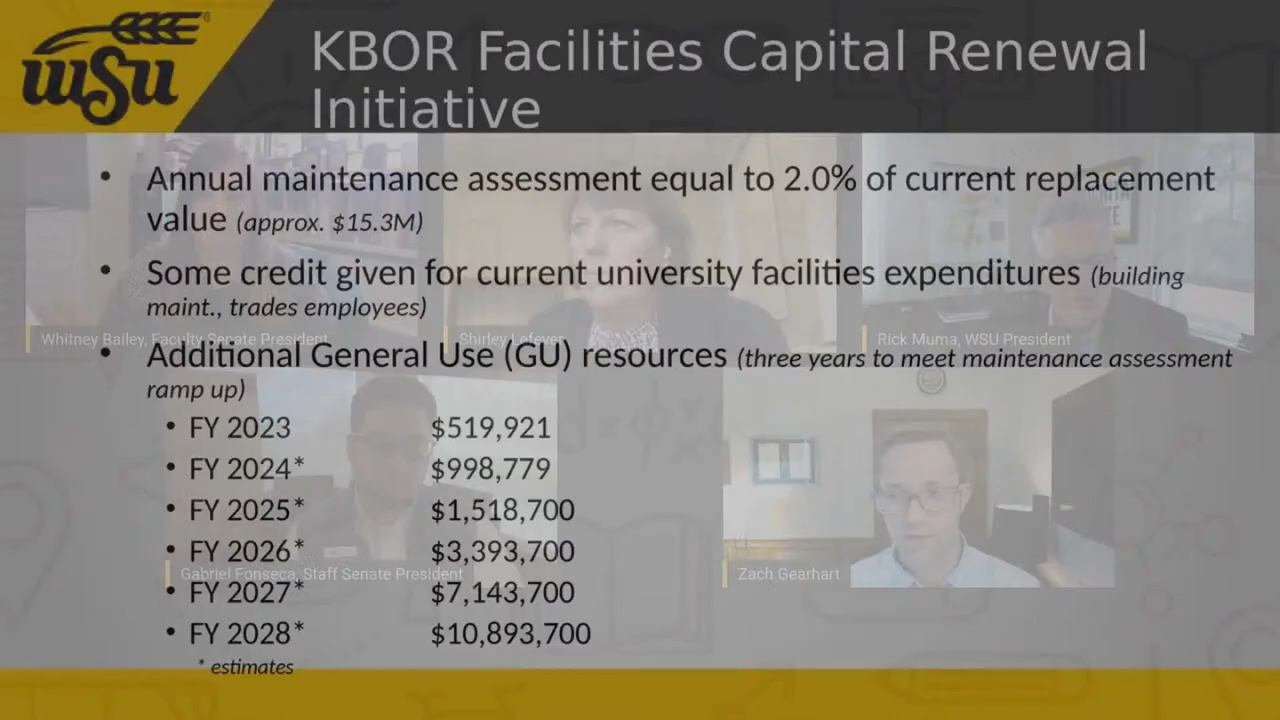 WSU
KBOR Facilities Capital Renewal
Initiative
• Annual maintenance assessment equal to 2.0% of current replacement
value (approx. $15.3M)
• Some credit given for current university facilities expenditures (building
maint., trades employees)
Whitney Bailey, Faculty Senate President
Shirley Lefever
Rick Muma, WSU President
• Additional General Use (GU) resources (three years to meet maintenance assessment
ramp up)
• FY 2023 $519,921
• FY 2024* $998,779
• FY 2025* $1,518,700
• FY 2026* $3,393,700
Gabriel Fonseca, Staff Senate President
Zach Gearhart
• FY 2027* $7,143,700
• FY 2028* $10,893,700
* estimates